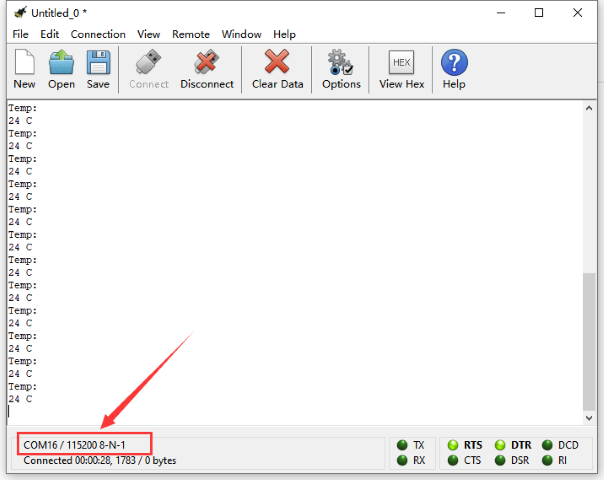 Untitled_0 *
File Edit Connection View Remote Window Help
HEX
New Open Save Connect Disconnect Clear Data Options View Hex Help
Temp:
24 C
Temp:
24 C
Temp:
24 C
Temp:
24 C
Temp:
24 C
Temp:
24 C
Temp:
24 C
Temp:
24 C
Temp:
24 C
Temp:
24 C
Temp:
24 C
Temp:
24 C
COM16 / 115200 8-N-1
TX RTS DTR DCD
Connected 00:00:28, 1783 / 0 bytes
RX CTS DSR RI